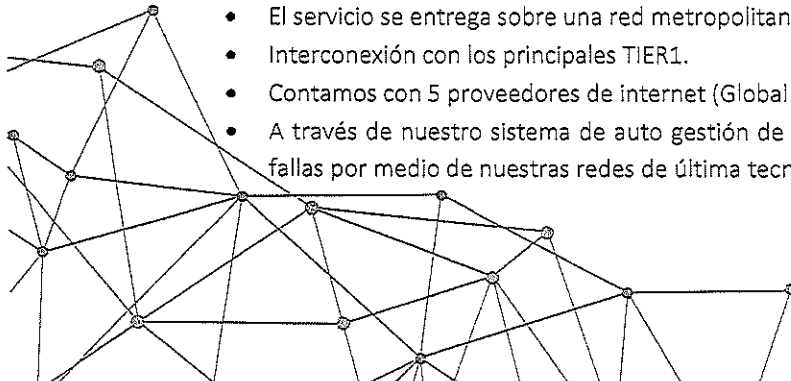 • El servicio se entrega sobre una red metropolitan
• Interconexión con los principales TIER1.
• Contamos con 5 proveedores de internet (Global
• A través de nuestro sistema de auto gestión de
fallas por medio de nuestras redes de última tecn